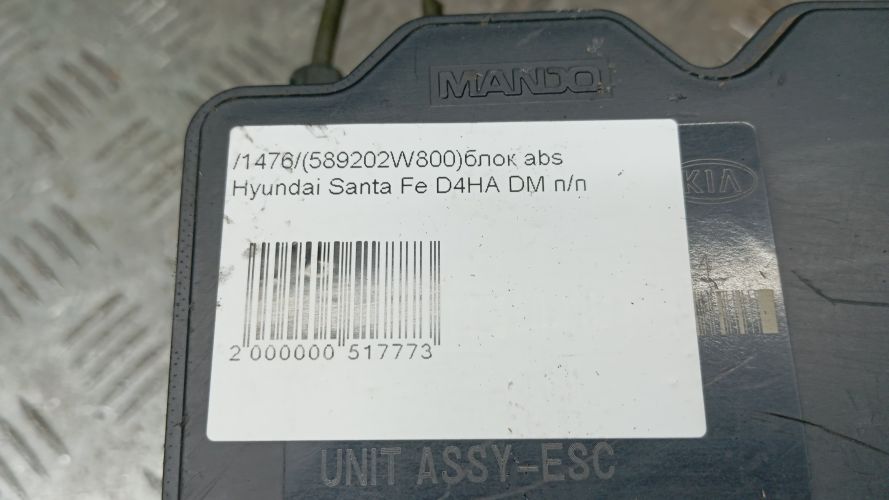 MANDO
/1476/(589202W800)блок abs
Hyundai Santa Fe D4HA DM п/п
KIA
2 000000 517773
UNIT ASSY-ESC